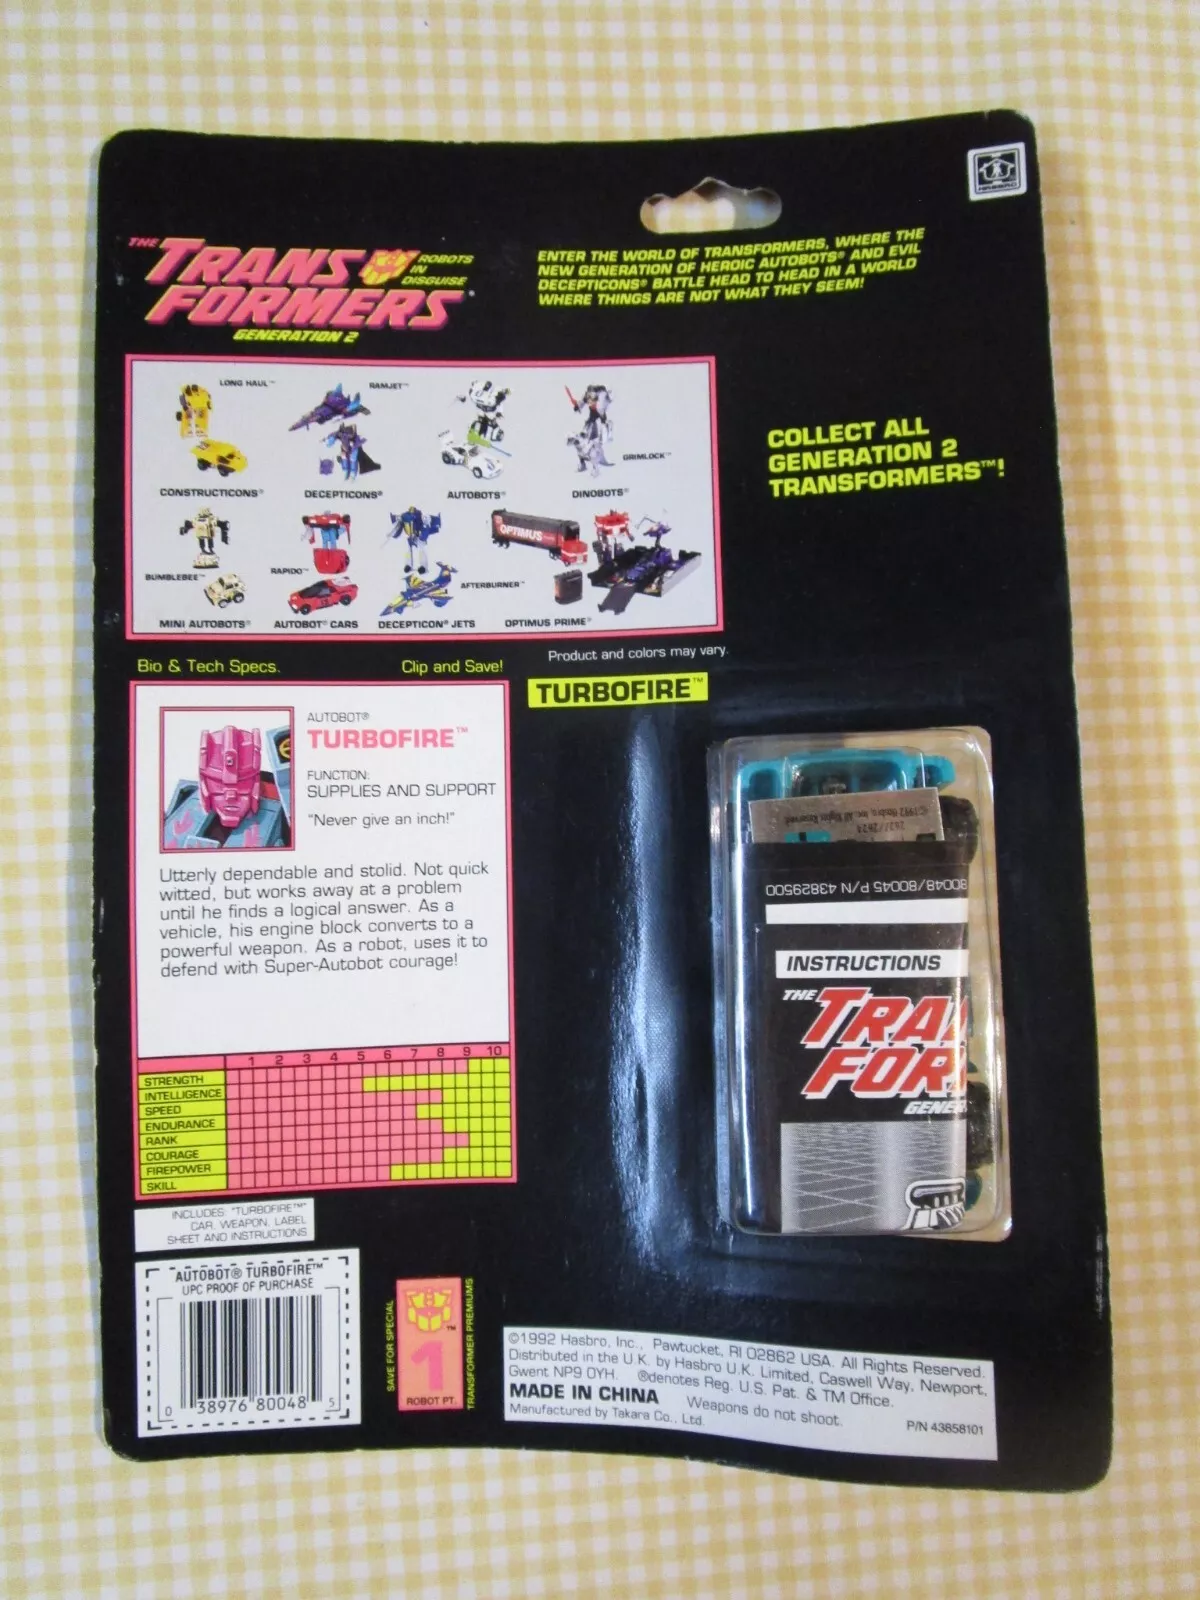 HASBRO
THE
TRANS
FORMERS
ROBOTS
IN
DISGUISE
GENERATION 2
ENTER THE WORLD OF TRANSFORMERS, WHERE THE
NEW GENERATION OF HEROIC AUTOBOTS® AND EVIL
DECEPTICONS® BATTLE HEAD TO HEAD IN A WORLD
WHERE THINGS ARE NOT WHAT THEY SEEM!
LONG HAUL™
RAMJET™
GRIMLOCK™
CONSTRUCTICONS®
DECEPTICONS®
AUTOBOTS®
DINOBOTS®
OPTIMUS
BUMBLEBEE™
RAPIDO™
AFTERBURNER™
MINI AUTOBOTS®
AUTOBOT® CARS
DECEPTICON® JETS
OPTIMUS PRIME®
COLLECT ALL
GENERATION 2
TRANSFORMERS™!
Product and colors may vary.
Bio & Tech Specs.
Clip and Save!
TURBOFIRE™
AUTOBOT®
TURBOFIRE™
FUNCTION:
SUPPLIES AND SUPPORT
"Never give an inch!"
Utterly dependable and stolid. Not quick
witted, but works away at a problem
until he finds a logical answer. As a
vehicle, his engine block converts to a
powerful weapon. As a robot, uses it to
defend with Super-Autobot courage!
1 2 3 4 5 6 7 8 9 10
STRENGTH
INTELLIGENCE
SPEED
ENDURANCE
RANK
COURAGE
FIREPOWER
SKILL
©1992 Hasbro, Inc. All Rights Reserved
80048/80045 P/N 43829500
INSTRUCTIONS
THE
TRA
FOR
GENE
INCLUDES: "TURBOFIRE™"
CAR, WEAPON, LABEL
SHEET AND INSTRUCTIONS
AUTOBOT® TURBOFIRE™
UPC PROOF OF PURCHASE
0 38976 80048 5
SAVE FOR SPECIAL
TRANSFORMER PREMIUMS
™
1
ROBOT PT.
©1992 Hasbro, Inc., Pawtucket, RI 02862 USA. All Rights Reserved.
Distributed in the U.K. by Hasbro U.K. Limited, Caswell Way, Newport,
Gwent NP9 0YH. ®denotes Reg. U.S. Pat. & TM Office.
MADE IN CHINA Weapons do not shoot.
Manufactured by Takara Co., Ltd.
P/N 43858101